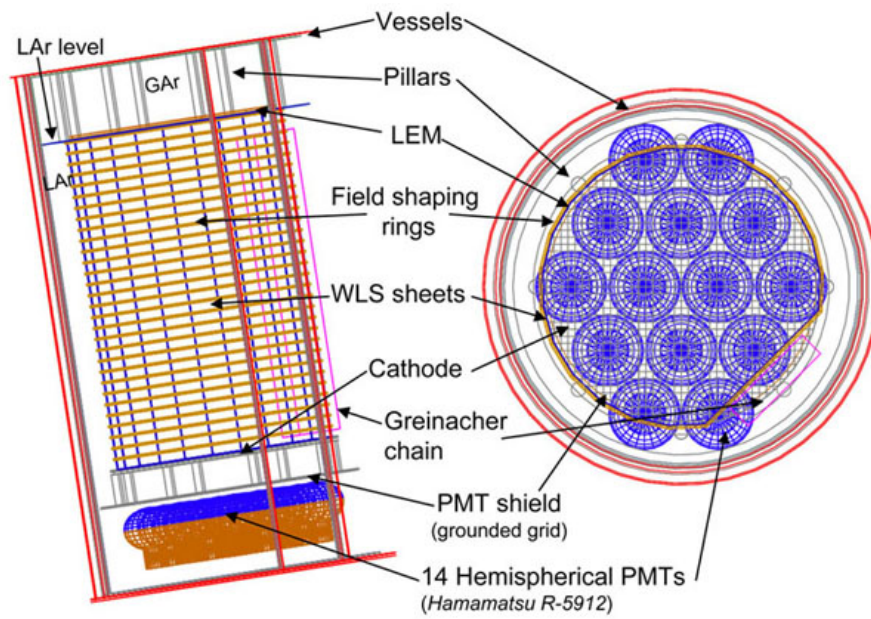 Vessels
LAr level
Pillars
GAr
LEM
LAr
Field shaping
rings
WLS sheets
Cathode
Greinacher
chain
PMT shield
(grounded grid)
14 Hemispherical PMTs
(Hamamatsu R-5912)